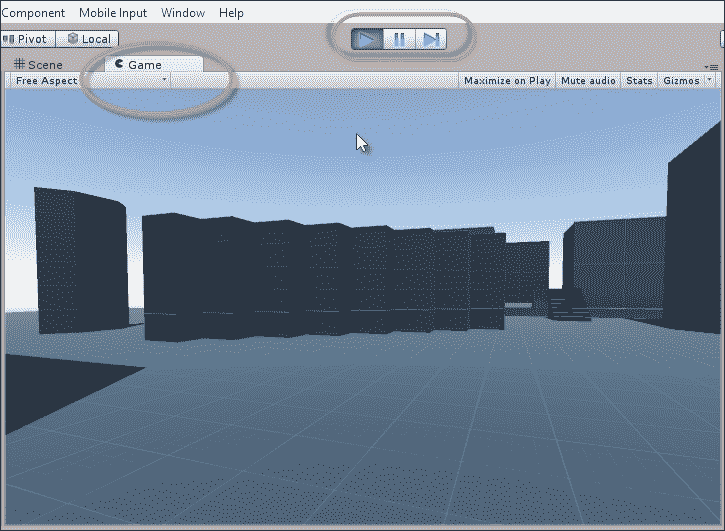 Component Mobile Input Window Help
Pivot Local
Scene Game
Free Aspect Maximize on Play Mute audio Stats Gizmos